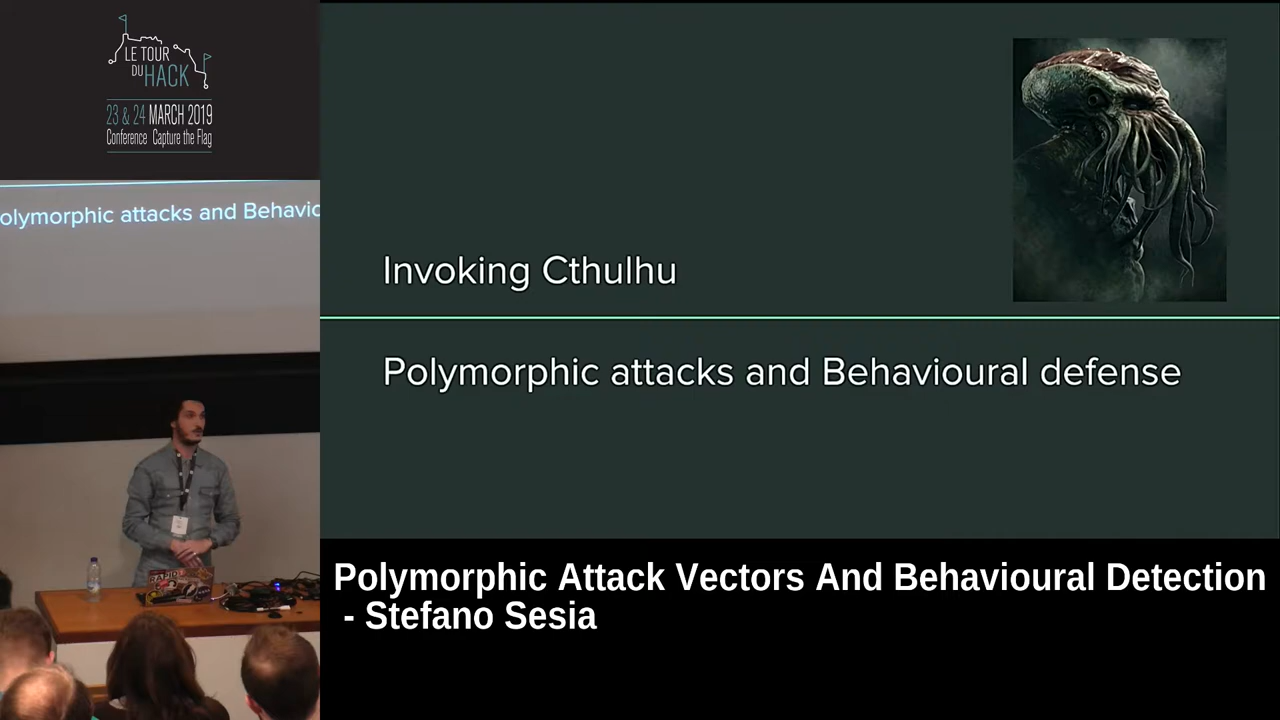 LE TOUR
DU HACK
23 & 24 MARCH 2019
Conference Capture the Flag
olymorphic attacks and Behavio
Invoking Cthulhu
Polymorphic attacks and Behavioural defense
Polymorphic Attack Vectors And Behavioural Detection
- Stefano Sesia